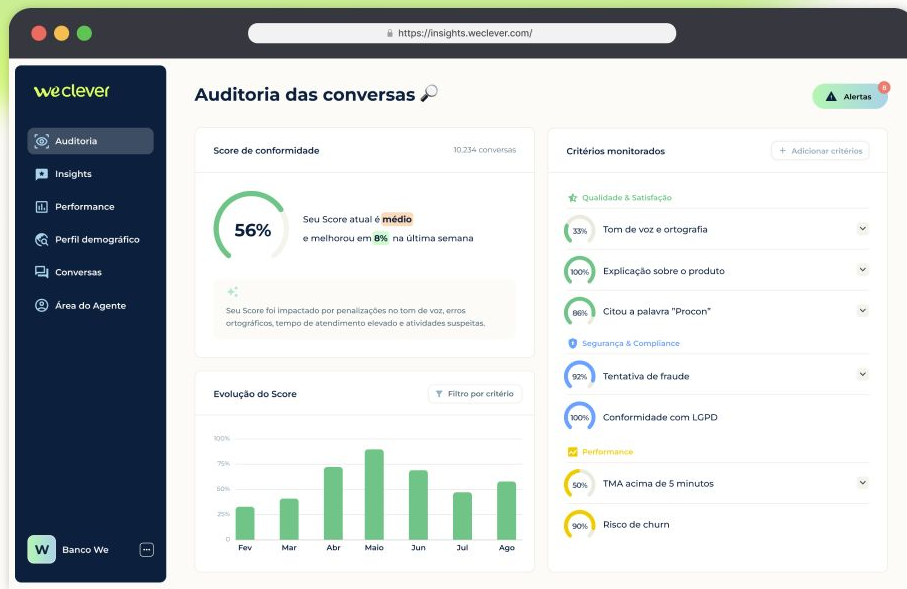 https://insights.weclever.com/
weclever
Auditoria
Insights
Performance
Perfil demográfico
Conversas
Área do Agente
W
Banco We
Auditoria das conversas
Alertas
8
Score de conformidade
10.234 conversas
56%
Seu Score atual é médio
e melhorou em 8% na última semana
Seu Score foi impactado por penalizações no tom de voz, erros
ortográficos, tempo de atendimento elevado e atividades suspeitas.
Evolução do Score
Filtro por critério
100%
75%
50%
25%
0
Fev Mar Abr Maio Jun Jul Ago
Critérios monitorados
+ Adicionar critérios
Qualidade & Satisfação
33% Tom de voz e ortografia
100% Explicação sobre o produto
86% Citou a palavra "Procon"
Segurança & Compliance
92% Tentativa de fraude
100% Conformidade com LGPD
Performance
50% TMA acima de 5 minutos
90% Risco de churn